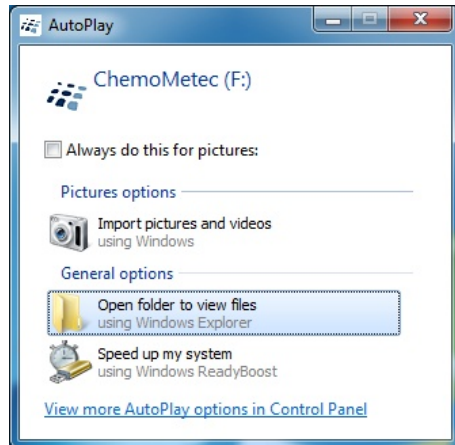 AutoPlay
ChemoMetec (F:)
Always do this for pictures:
Pictures options
Import pictures and videos
using Windows
General options
Open folder to view files
using Windows Explorer
Speed up my system
using Windows ReadyBoost
View more AutoPlay options in Control Panel